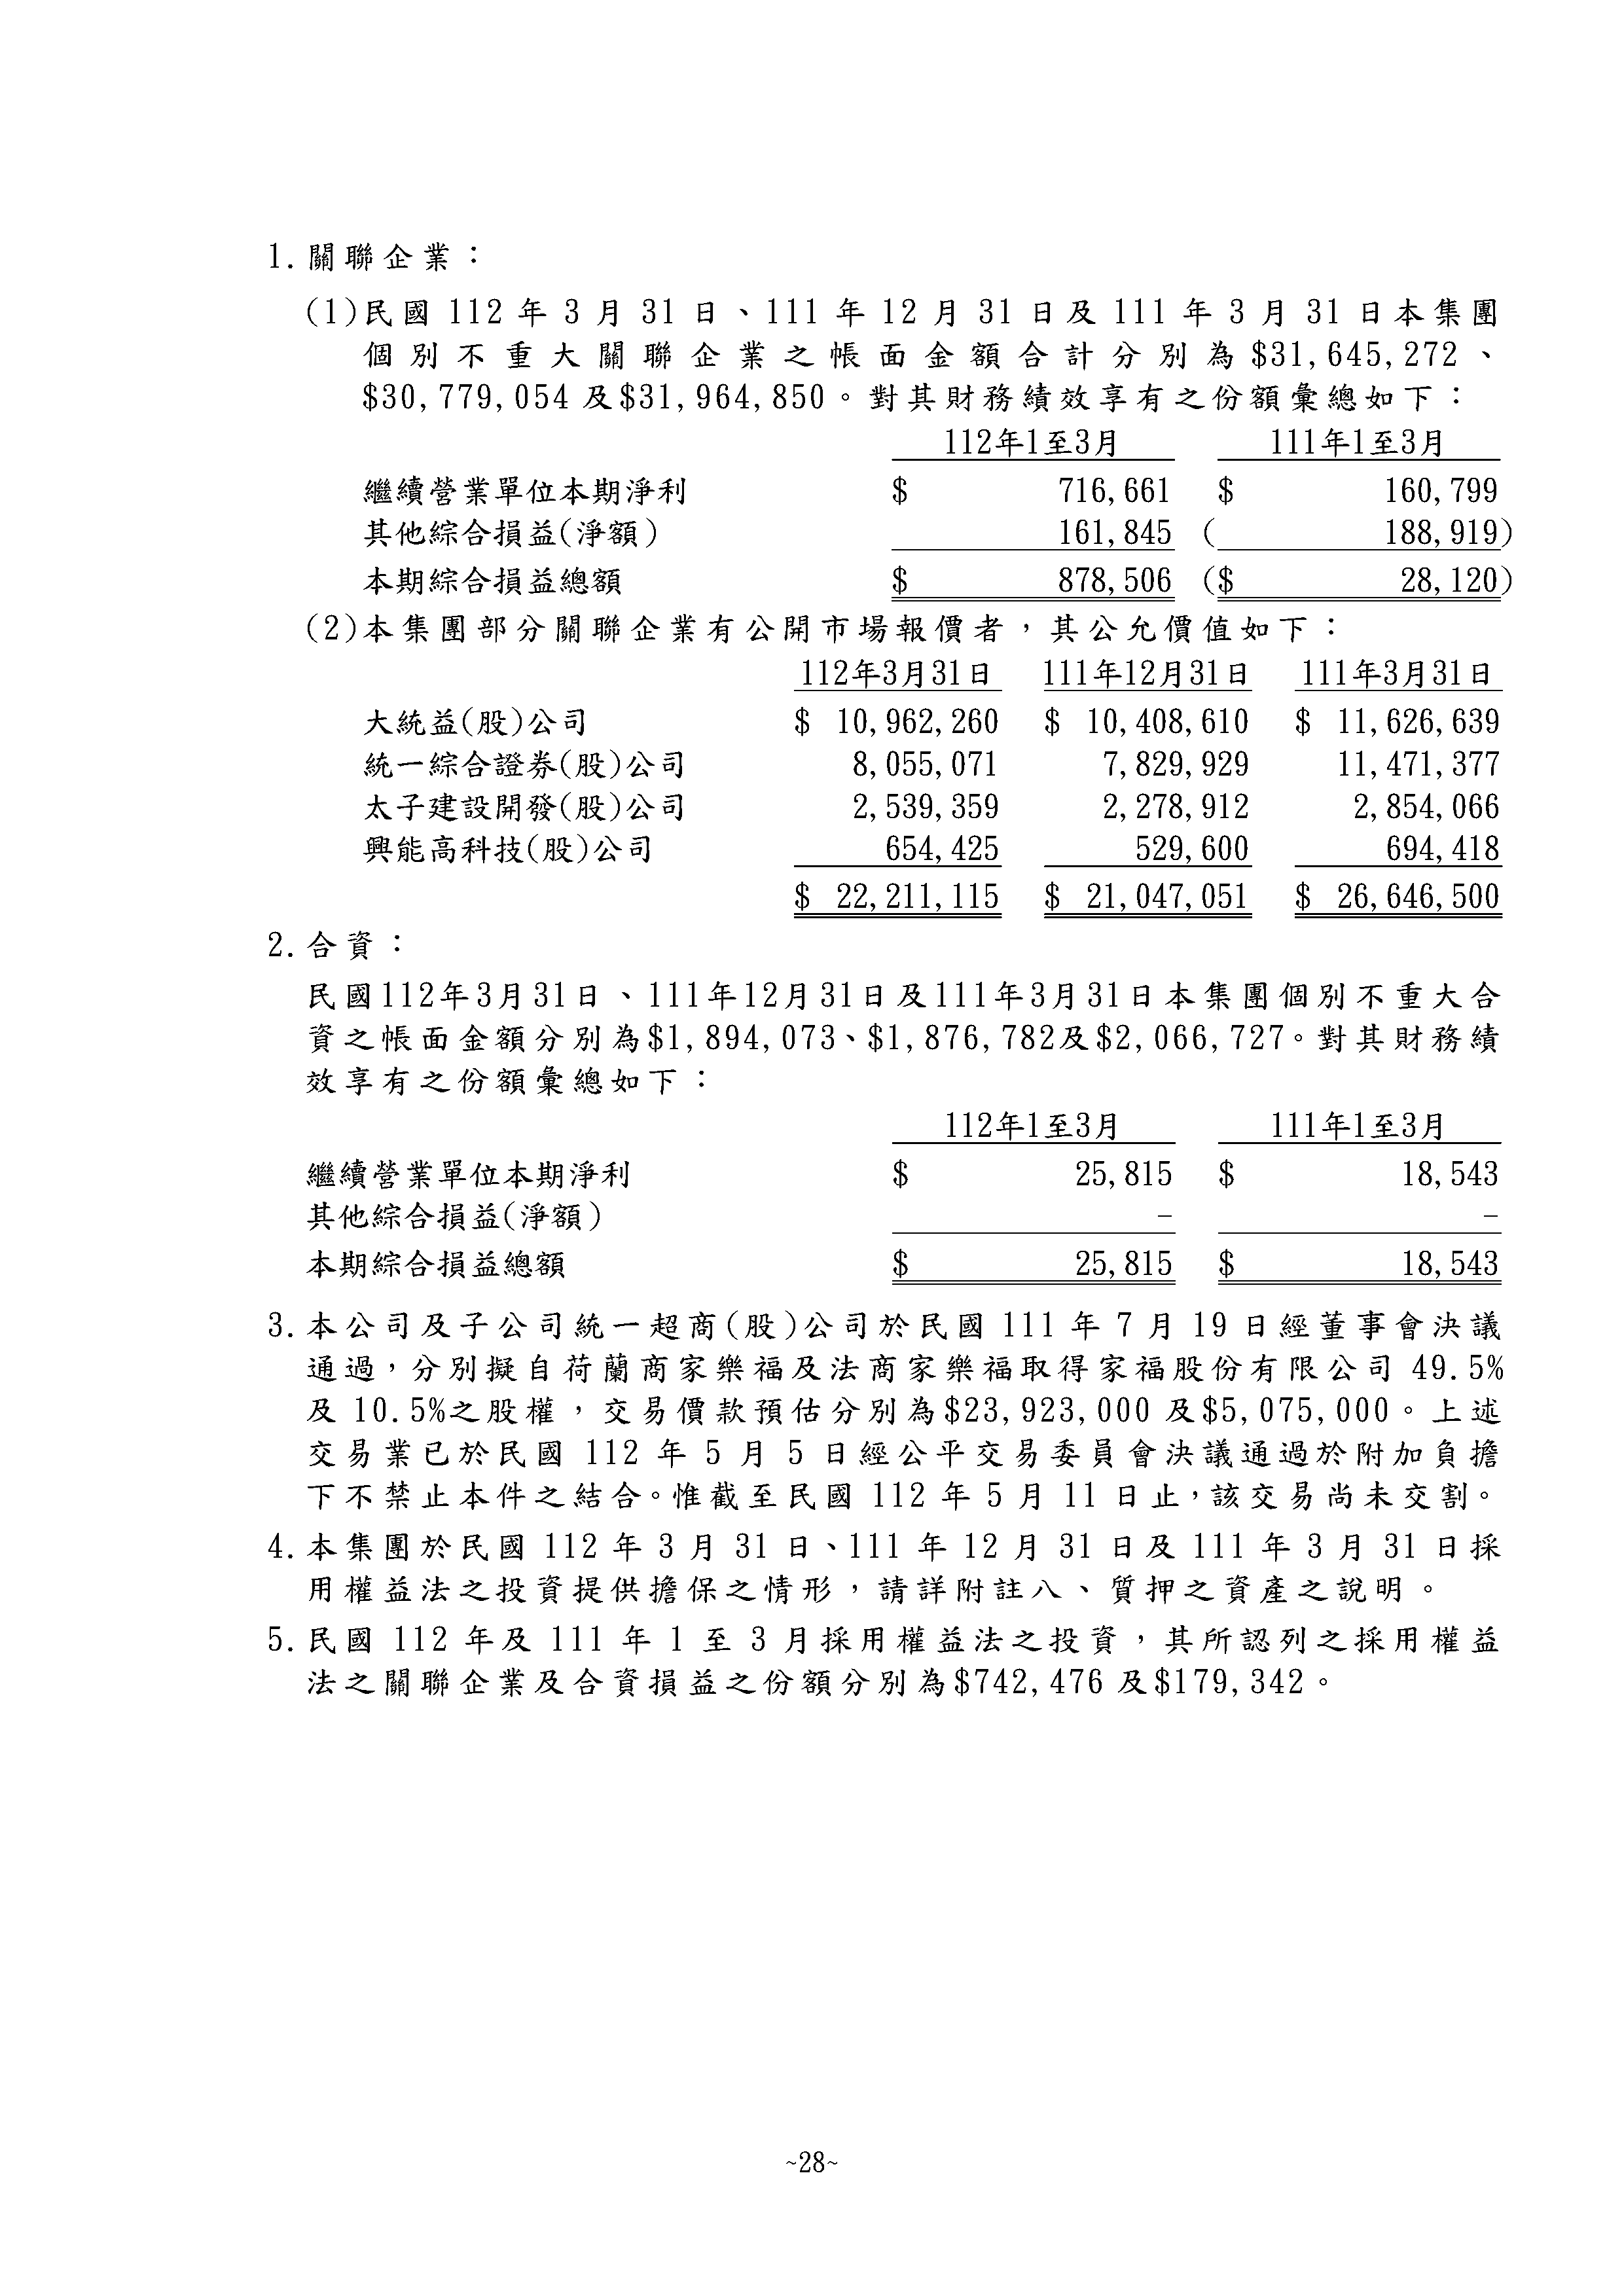 1.關聯企業：
(1)民國 112 年 3 月 31 日、111 年 12 月 31 日及 111 年 3 月 31 日本集團
個別不重大關聯企業之帳面金額合計分別為$31,645,272、
$30,779,054 及$31,964,850。對其財務績效享有之份額彙總如下：
112年1至3月 111年1至3月
繼續營業單位本期淨利 $ 716,661 $ 160,799
其他綜合損益(淨額) 161,845 ( 188,919)
本期綜合損益總額 $ 878,506 ($ 28,120)
(2)本集團部分關聯企業有公開市場報價者，其公允價值如下：
112年3月31日 111年12月31日 111年3月31日
大統益(股)公司 $ 10,962,260 $ 10,408,610 $ 11,626,639
統一綜合證券(股)公司 8,055,071 7,829,929 11,471,377
太子建設開發(股)公司 2,539,359 2,278,912 2,854,066
興能高科技(股)公司 654,425 529,600 694,418
$ 22,211,115 $ 21,047,051 $ 26,646,500
2.合資：
民國112年3月31日、111年12月31日及111年3月31日本集團個別不重大合
資之帳面金額分別為$1,894,073、$1,876,782及$2,066,727。對其財務績
效享有之份額彙總如下：
112年1至3月 111年1至3月
繼續營業單位本期淨利 $ 25,815 $ 18,543
其他綜合損益(淨額) - -
本期綜合損益總額 $ 25,815 $ 18,543
3.本公司及子公司統一超商(股)公司於民國 111 年 7 月 19 日經董事會決議
通過，分別擬自荷蘭商家樂福及法商家樂福取得家福股份有限公司 49.5%
及 10.5%之股權，交易價款預估分別為$23,923,000 及$5,075,000。上述
交易業已於民國 112 年 5 月 5 日經公平交易委員會決議通過於附加負擔
下不禁止本件之結合。惟截至民國 112 年 5 月 11 日止，該交易尚未交割。
4.本集團於民國 112 年 3 月 31 日、111 年 12 月 31 日及 111 年 3 月 31 日採
用權益法之投資提供擔保之情形，請詳附註八、質押之資產之說明。
5.民國 112 年及 111 年 1 至 3 月採用權益法之投資，其所認列之採用權益
法之關聯企業及合資損益之份額分別為$742,476 及$179,342。
~28~